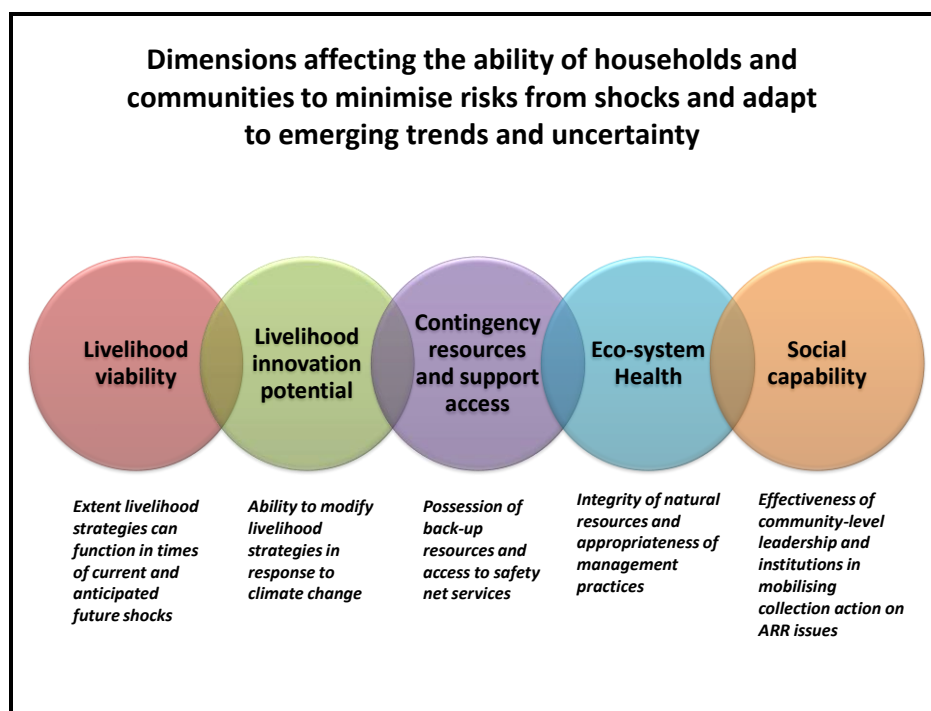 Dimensions affecting the ability of households and
communities to minimise risks from shocks and adapt
to emerging trends and uncertainty
Livelihood
viability
Livelihood
innovation
potential
Contingency
resources
and support
access
Eco-system
Health
Social
capability
Extent livelihood
strategies can
function in times
of current and
anticipated
future shocks
Ability to modify
livelihood
strategies in
response to
climate change
Possession of
back-up
resources and
access to safety
net services
Integrity of natural
resources and
appropriateness of
management
practices
Effectiveness of
community-level
leadership and
institutions in
mobilising
collection action on
ARR issues